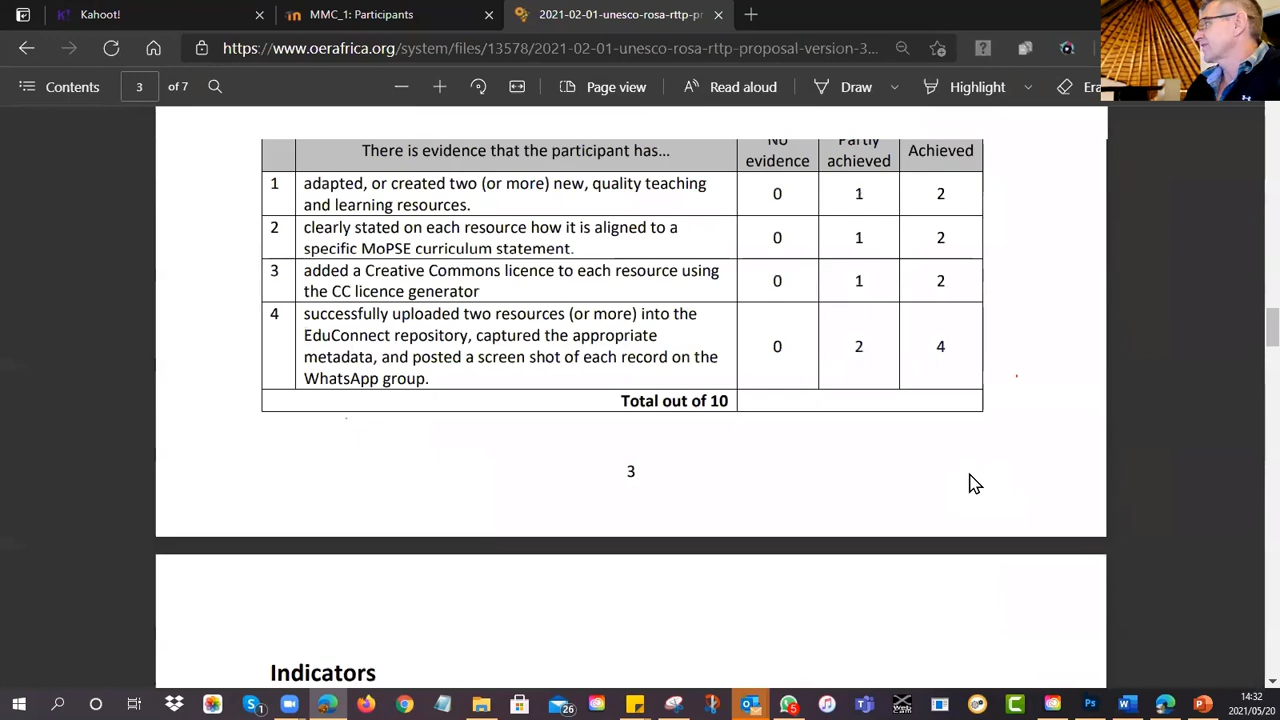 Kahoot!
MMC_1: Participants
2021-02-01-unesco-rosa-rttp-pr
https://www.oerafrica.org/system/files/13578/2021-02-01-unesco-rosa-rttp-proposal-version-3...
Contents
3
of 7
Page view
Read aloud
Draw
Highlight
Era
There is evidence that the participant has...
No evidence
Partly achieved
Achieved
1
adapted, or created two (or more) new, quality teaching
and learning resources.
0
1
2
2
clearly stated on each resource how it is aligned to a
specific MoPSE curriculum statement.
0
1
2
3
added a Creative Commons licence to each resource using
the CC licence generator
0
1
2
4
successfully uploaded two resources (or more) into the
EduConnect repository, captured the appropriate
metadata, and posted a screen shot of each record on the
WhatsApp group.
0
2
4
Total out of 10
3
Indicators
1
26
5
14:32
2021/05/20